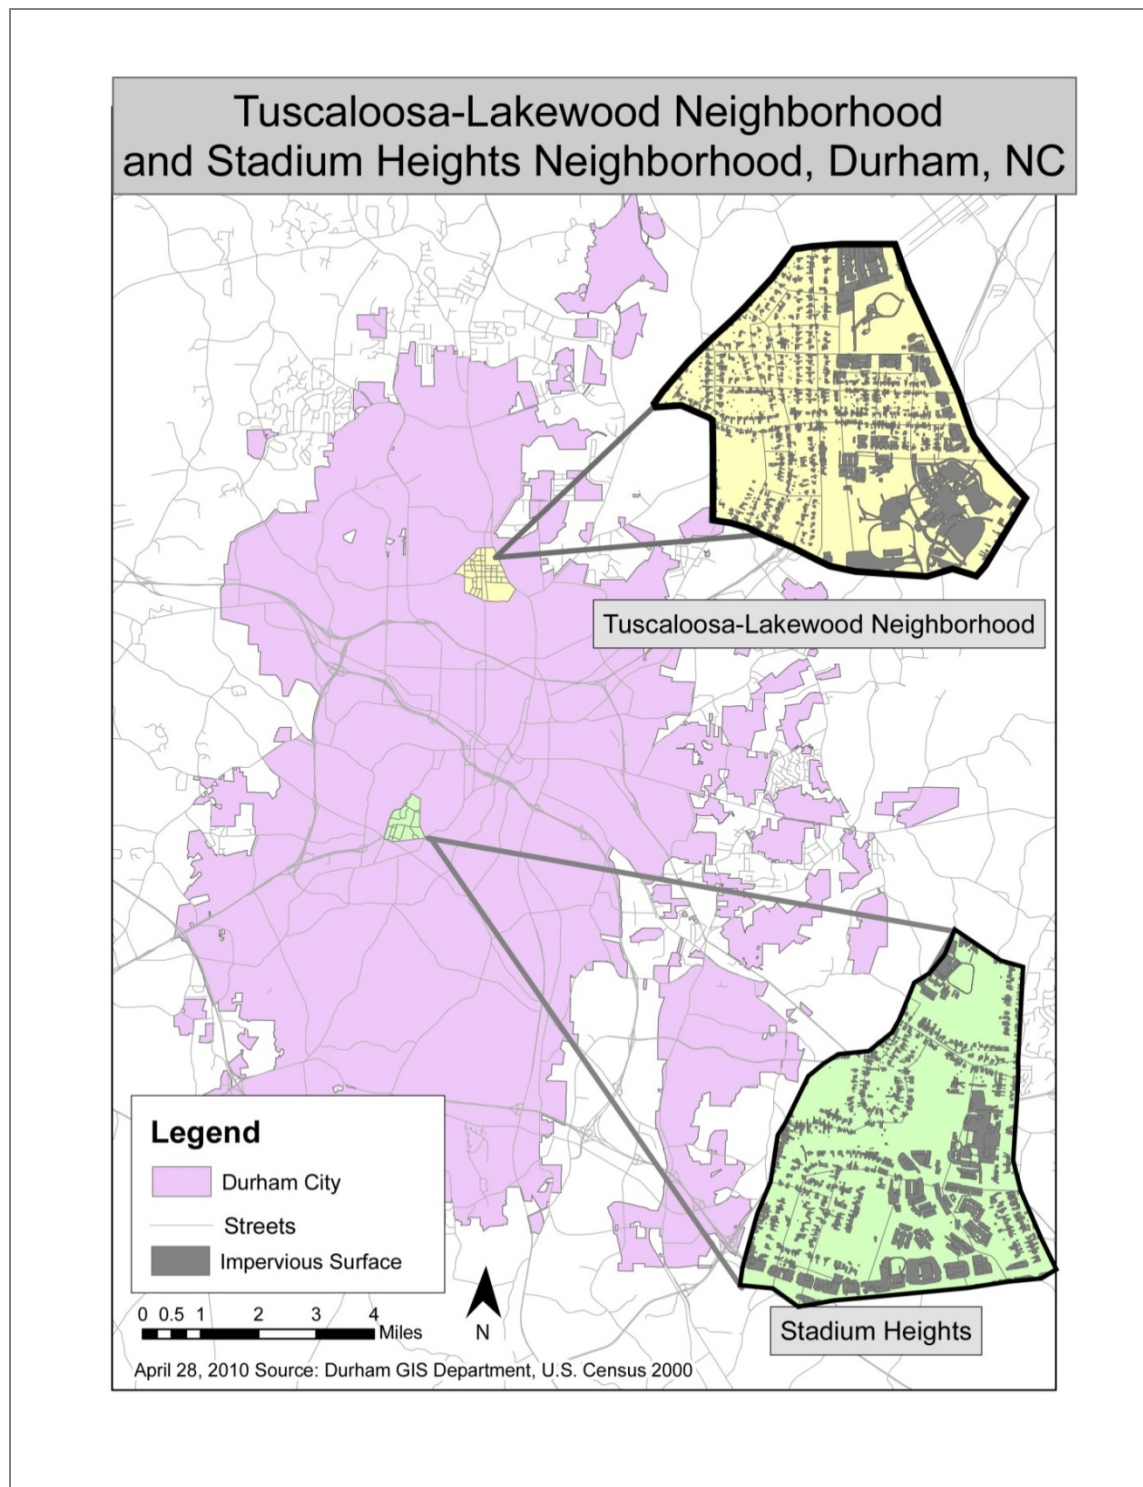 Tuscaloosa-Lakewood Neighborhood
and Stadium Heights Neighborhood, Durham, NC
Tuscaloosa-Lakewood Neighborhood
Legend
Durham City
Streets
Impervious Surface
0 0.5 1 2 3 4
Miles
N
Stadium Heights
April 28, 2010 Source: Durham GIS Department, U.S. Census 2000